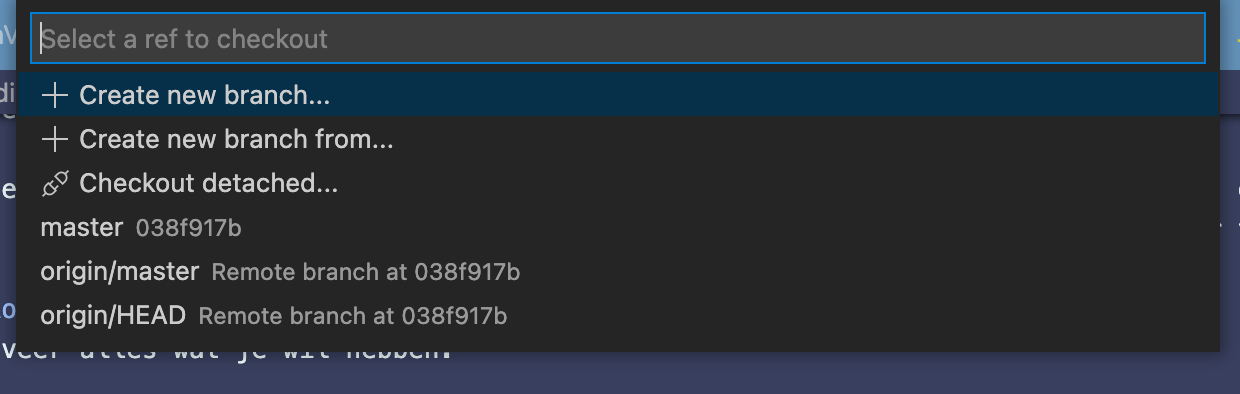 Select a ref to checkout
Create new branch...
Create new branch from...
Checkout detached...
master 038f917b
origin/master Remote branch at 038f917b
origin/HEAD Remote branch at 038f917b
alles wat je wil hebben.